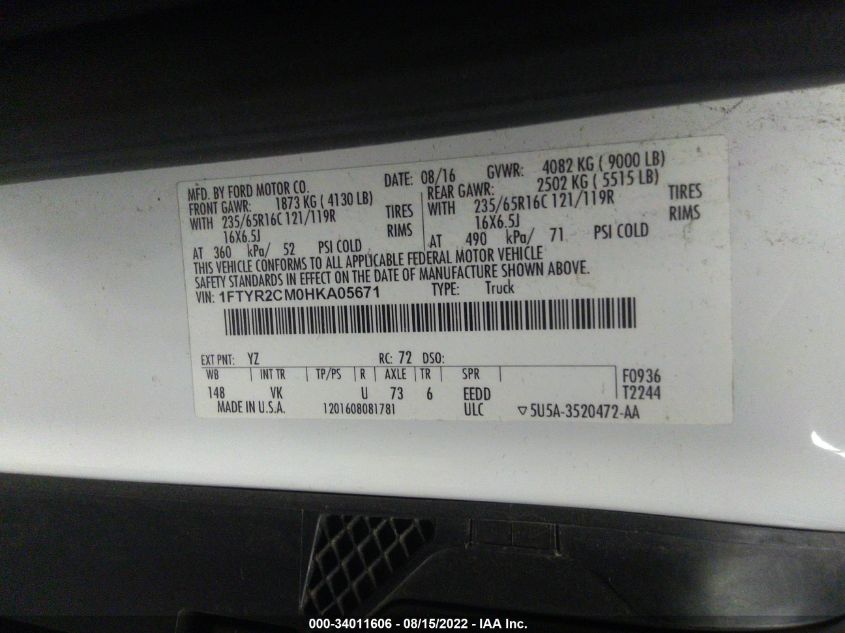 MFD. BY FORD MOTOR CO. DATE: 08/16 GVWR: 4082 KG ( 9000 LB)
FRONT GAWR: 1873 KG ( 4130 LB) REAR GAWR: 2502 KG ( 5515 LB)
WITH 235/65R16C 121/119R TIRES WITH 235/65R16C 121/119R TIRES
16X6.5J RIMS 16X6.5J RIMS
AT 360 kPa/ 52 PSI COLD AT 490 kPa/ 71 PSI COLD
THIS VEHICLE CONFORMS TO ALL APPLICABLE FEDERAL MOTOR VEHICLE
SAFETY STANDARDS IN EFFECT ON THE DATE OF MANUFACTURE SHOWN ABOVE.
VIN: 1FTYR2CM0HKA05671 TYPE: Truck
EXT PNT: YZ RC: 72 DSO:
WB INT TR TP/PS R AXLE TR SPR F0936
148 VK U 73 6 EEDD T2244
MADE IN U.S.A. 1201608081781 ULC ▽5U5A-3520472-AA
000-34011606 - 08/15/2022 - IAA Inc.